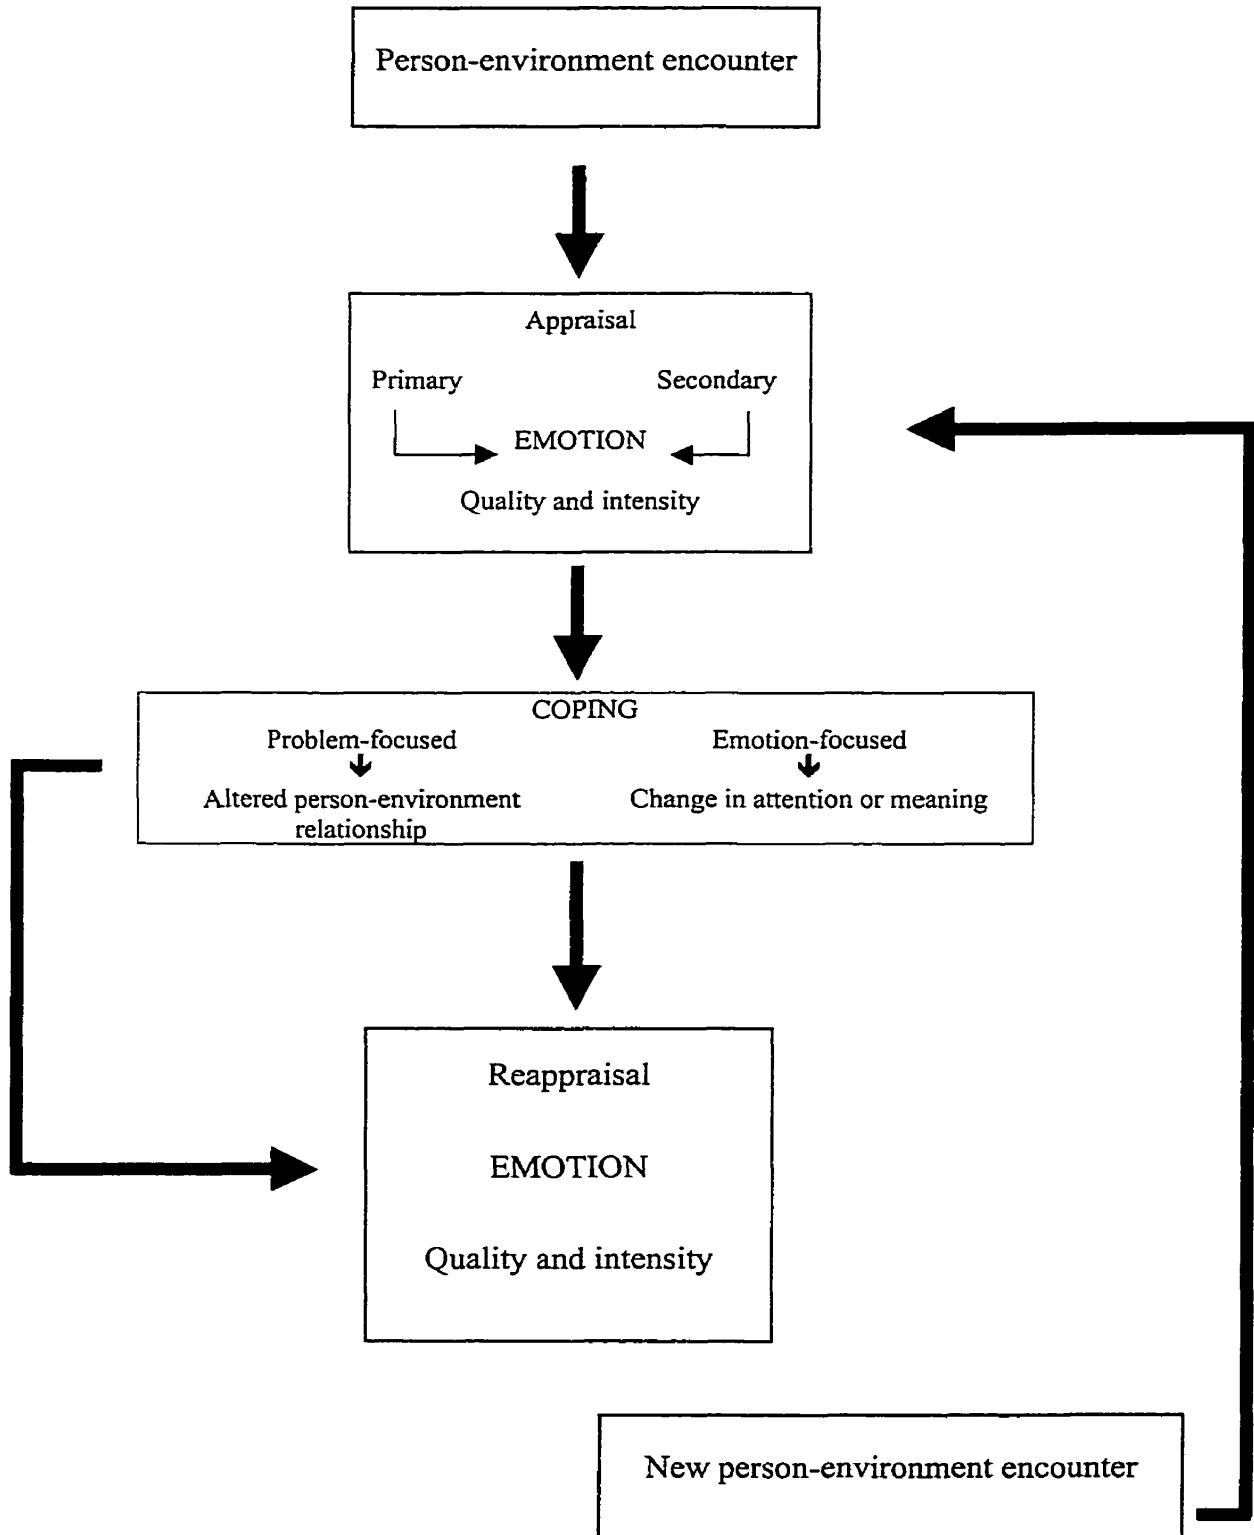 Person-environment encounter
Appraisal
Primary Secondary
EMOTION
Quality and intensity
COPING
Problem-focused Emotion-focused
Altered person-environment Change in attention or meaning
relationship
Reappraisal
EMOTION
Quality and intensity
New person-environment encounter